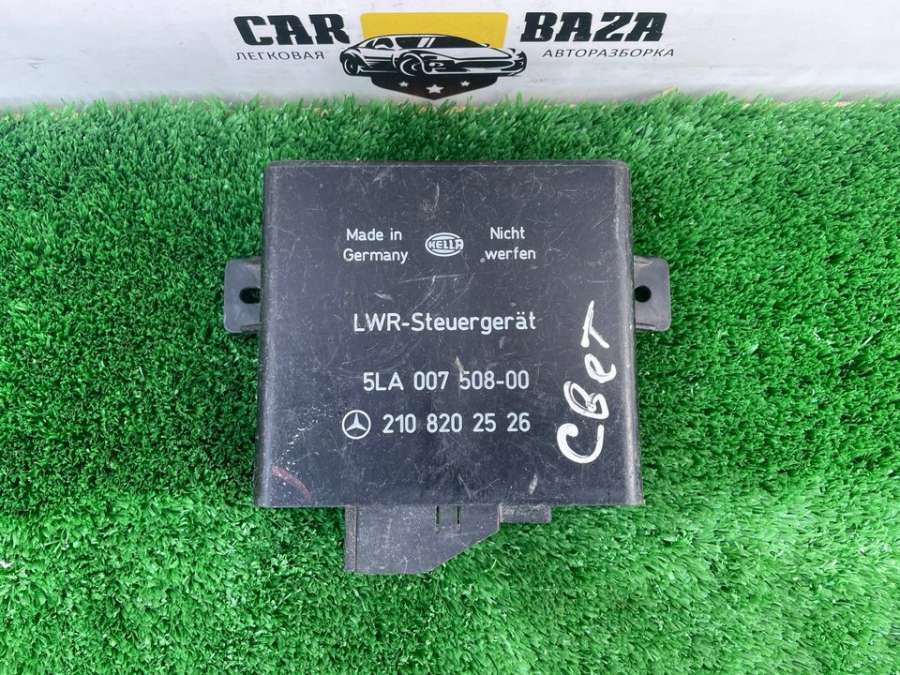 CAR BAZA
ЛЕГКОВАЯ АВТОРАЗБОРКА
Made in Germany
HELLA
Nicht werfen
LWR-Steuergerät
5LA 007 508-00
210 820 25 26
свет